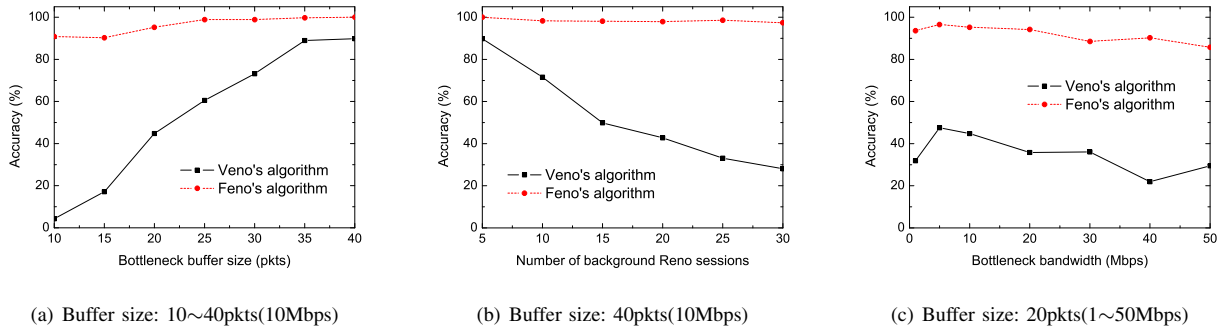 100
80
60
40
20
0
Accuracy (%)
Veno's algorithm
Feno's algorithm
10 15 20 25 30 35 40
Bottleneck buffer size (pkts)
(a) Buffer size: 10∼40pkts(10Mbps)
100
80
60
40
20
0
Accuracy (%)
Veno's algorithm
Feno's algorithm
5 10 15 20 25 30
Number of background Reno sessions
(b) Buffer size: 40pkts(10Mbps)
100
80
60
40
20
0
Accuracy (%)
Veno's algorithm
Feno's algorithm
0 10 20 30 40 50
Bottleneck bandwidth (Mbps)
(c) Buffer size: 20pkts(1∼50Mbps)